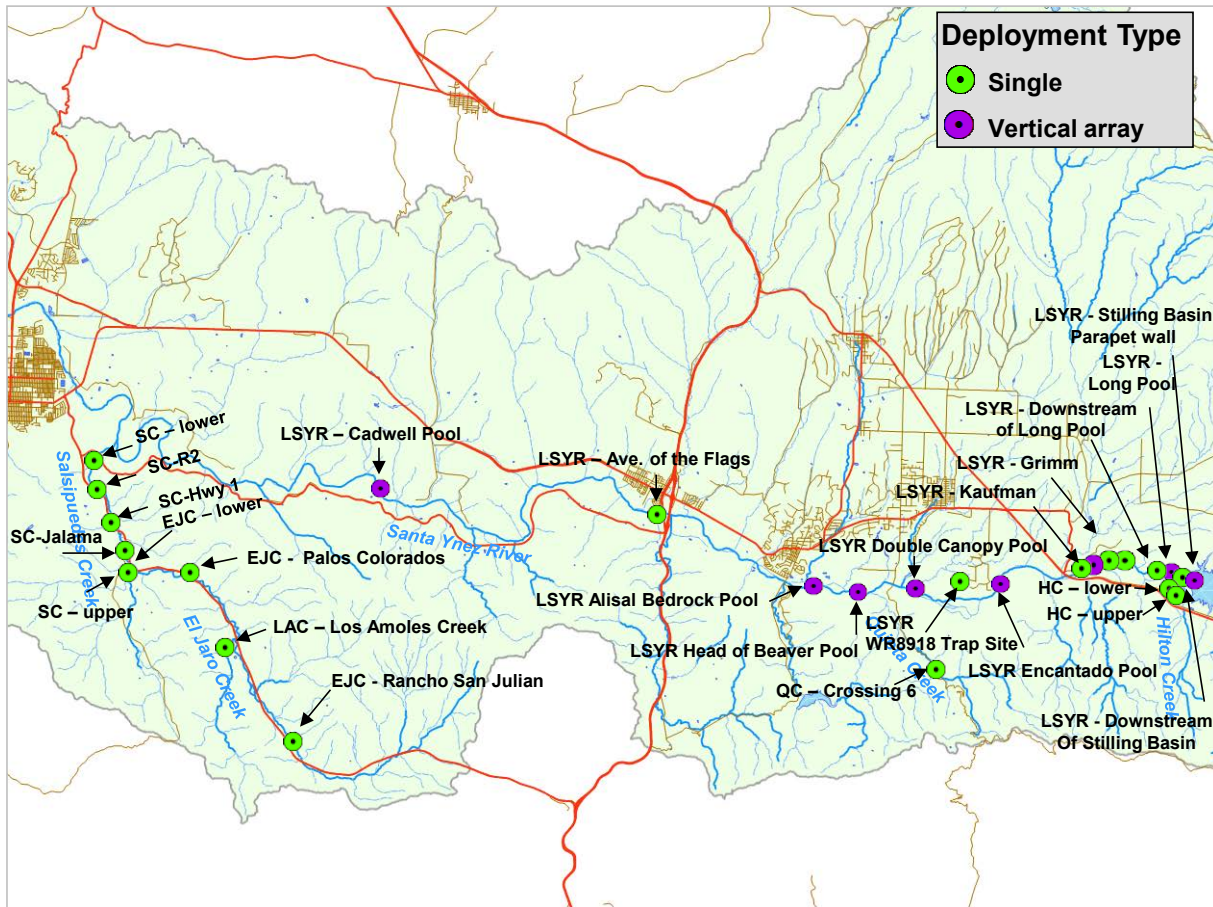 Deployment Type
Single
Vertical array
LSYR - Stilling Basin
Parapet wall
LSYR -
Long Pool
LSYR - Downstream
of Long Pool
LSYR - Grimm
LSYR - Kaufman
SC – lower
SC-R2
SC-Hwy 1
EJC – lower
SC-Jalama
SC – upper
Salsipuedes Creek
LSYR – Cadwell Pool
LSYR – Ave. of the Flags
Santa Ynez River
EJC - Palos Colorados
LAC – Los Amoles Creek
El Jaro Creek
EJC - Rancho San Julian
LSYR Double Canopy Pool
LSYR Alisal Bedrock Pool
LSYR Head of Beaver Pool
LSYR
WR8918 Trap Site
LSYR Encantado Pool
QC – Crossing 6
Creek
HC – lower
HC – upper
Hilton Creek
LSYR - Downstream
Of Stilling Basin